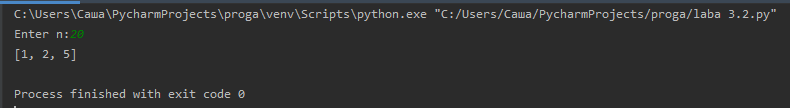 C:\Users\Саша\PycharmProjects\proga\venv\Scripts\python.exe "C:/Users/Саша/PycharmProjects/proga/laba 3.2.py"
Enter n:20
[1, 2, 5]
Process finished with exit code 0